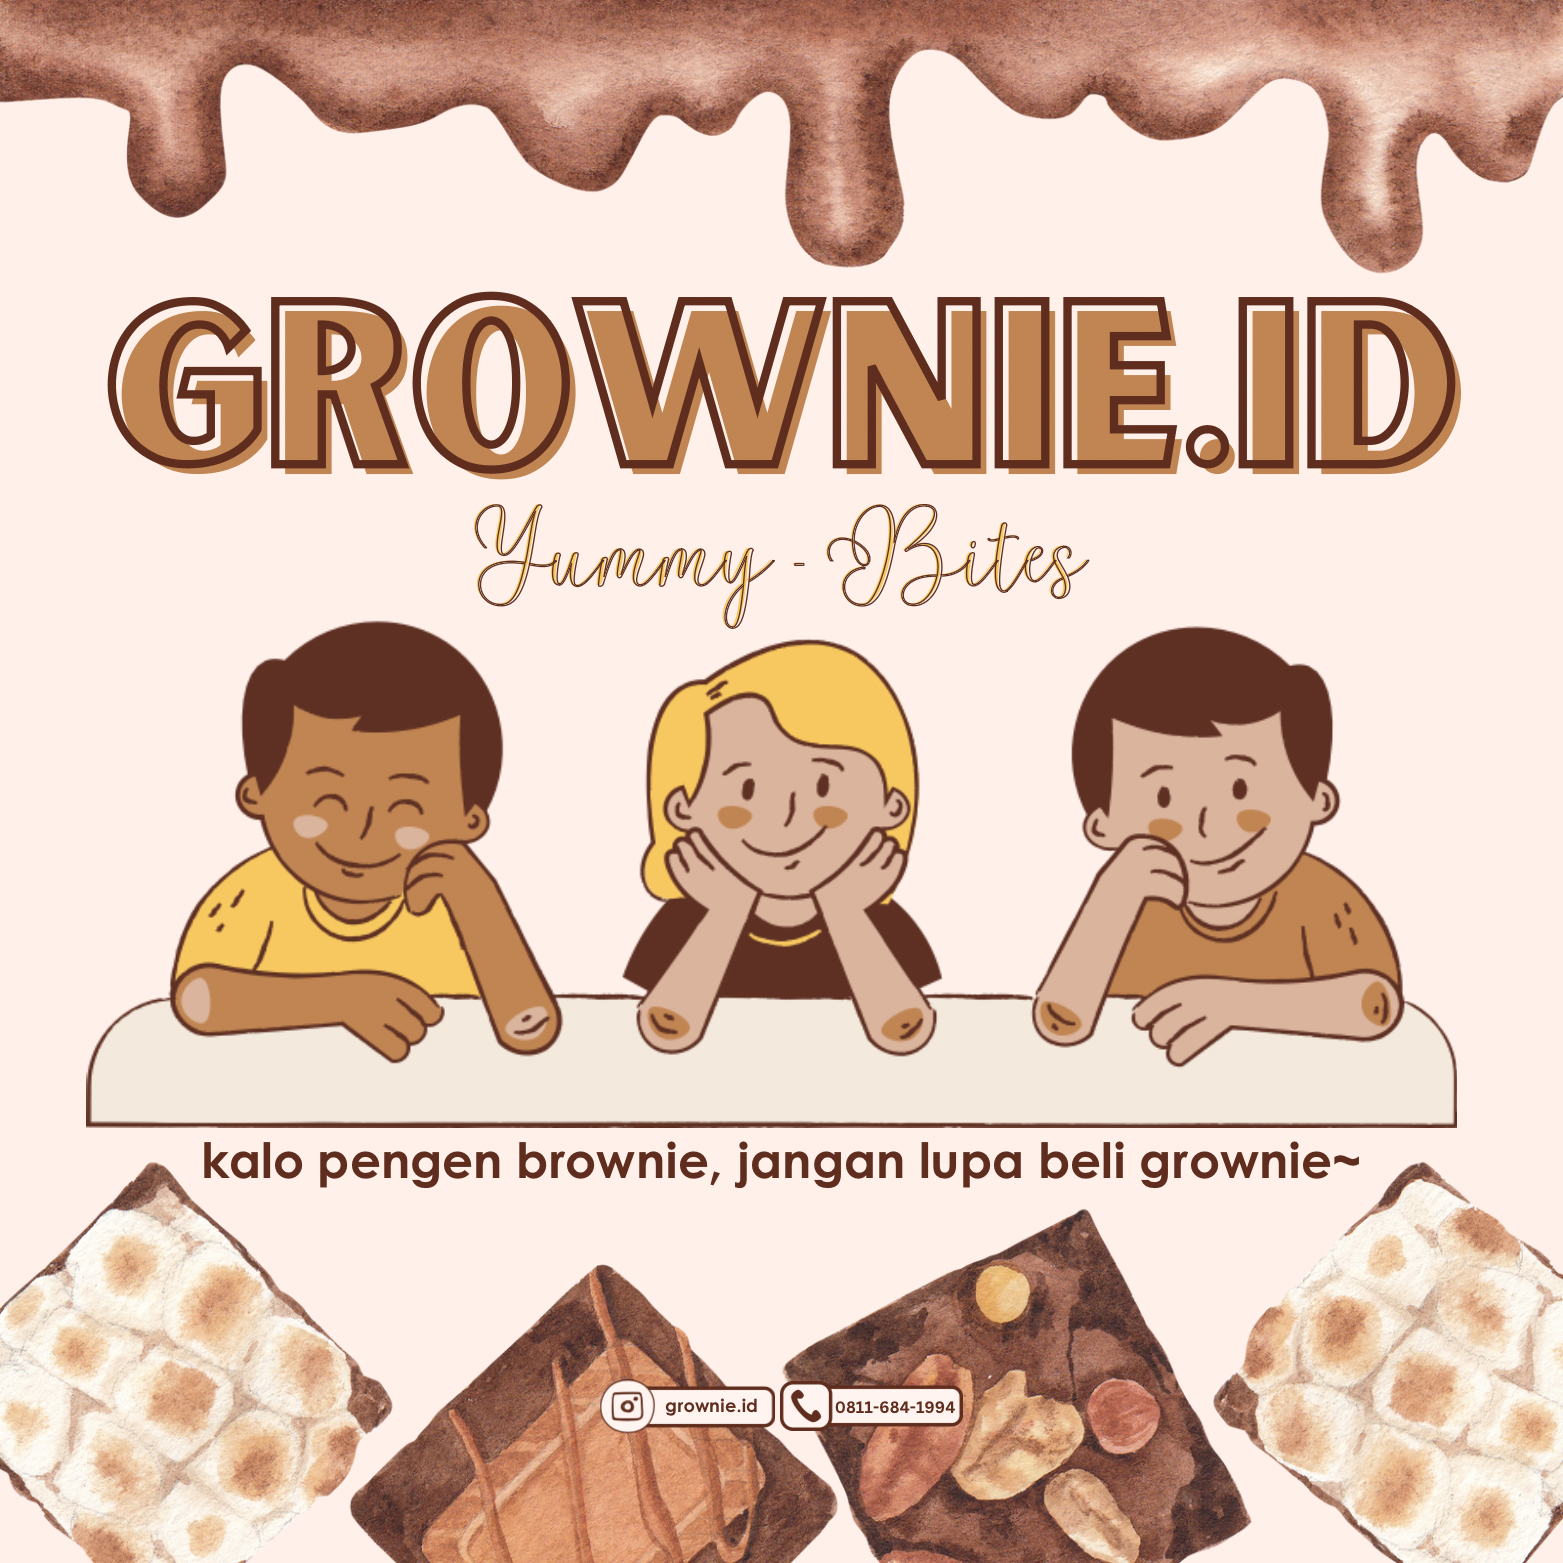 GROWNIE.ID
Yummy - Bites
kalo pengen brownie, jangan lupa beli grownie~
grownie.id
0811-684-1994